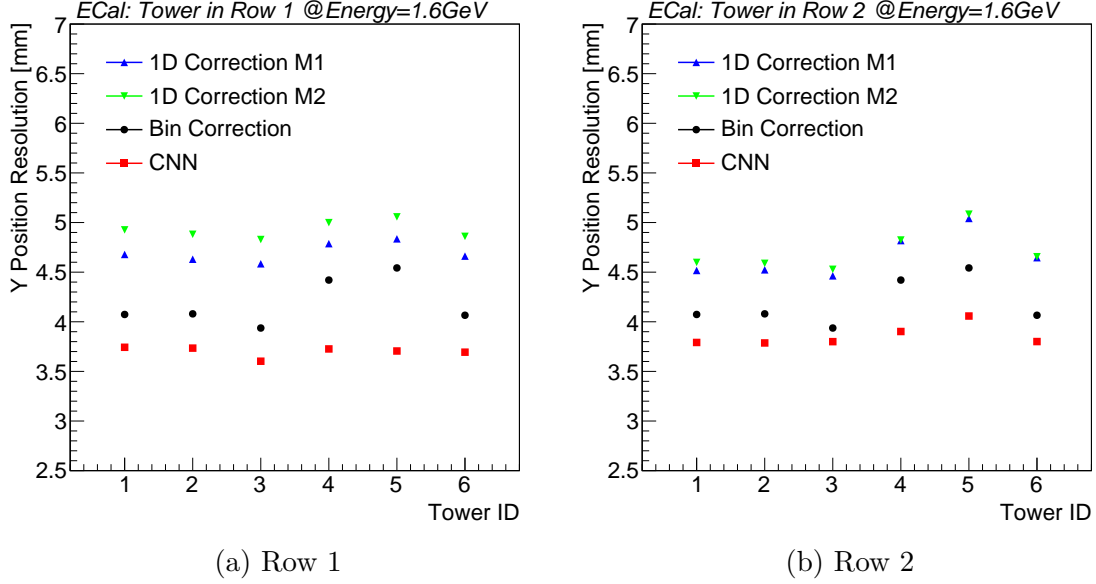 ECal: Tower in Row 1 @Energy=1.6GeV
Y Position Resolution [mm]
7
6.5
6
5.5
5
4.5
4
3.5
3
2.5
1D Correction M1
1D Correction M2
Bin Correction
CNN
1 2 3 4 5 6
Tower ID
(a) Row 1
ECal: Tower in Row 2 @Energy=1.6GeV
Y Position Resolution [mm]
7
6.5
6
5.5
5
4.5
4
3.5
3
2.5
1D Correction M1
1D Correction M2
Bin Correction
CNN
1 2 3 4 5 6
Tower ID
(b) Row 2